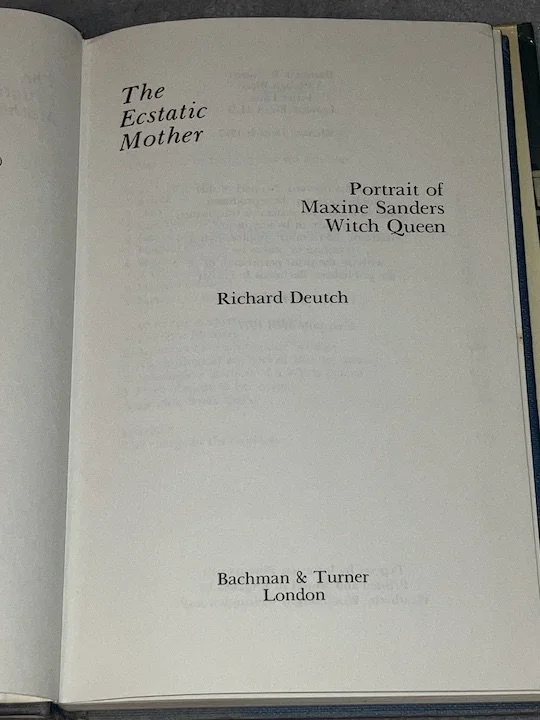 The
Ecstatic
Mother
Portrait of
Maxine Sanders
Witch Queen
Richard Deutch
Bachman & Turner
London